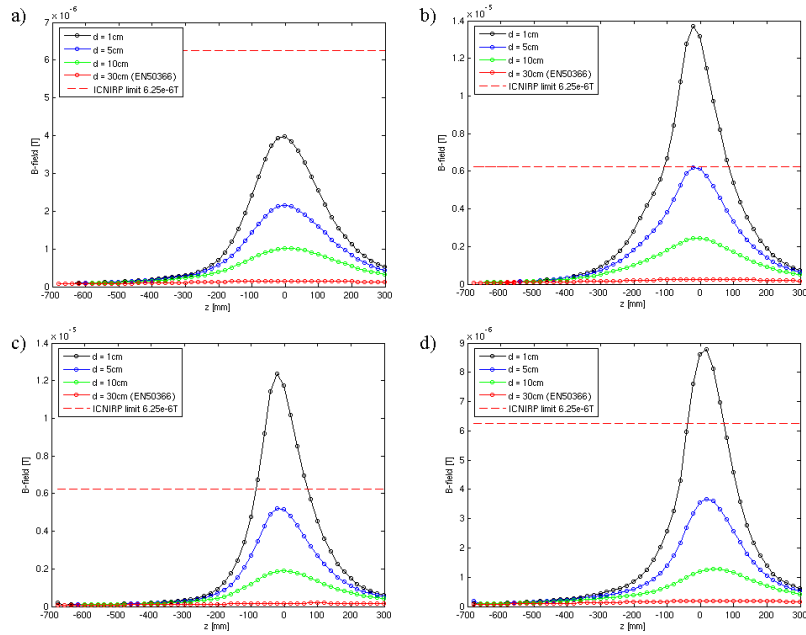 a)
x 10⁻⁶
7
6
5
4
3
2
1
0
-700 -600 -500 -400 -300 -200 -100 0 100 200 300
z [mm]
B-field [T]
d = 1cm
d = 5cm
d = 10cm
d = 30cm (EN50366)
ICNIRP limit 6.25e-6T
b)
x 10⁻⁵
1.4
1.2
1
0.8
0.6
0.4
0.2
0
-700 -600 -500 -400 -300 -200 -100 0 100 200 300
z [mm]
B-field [T]
d = 1cm
d = 5cm
d = 10cm
d = 30cm (EN50366)
ICNIRP limit 6.25e-6T
c)
x 10⁻⁵
1.4
1.2
1
0.8
0.6
0.4
0.2
0
-700 -600 -500 -400 -300 -200 -100 0 100 200 300
z [mm]
B-field [T]
d = 1cm
d = 5cm
d = 10cm
d = 30cm (EN50366)
ICNIRP limit 6.25e-6T
d)
x 10⁻⁶
9
8
7
6
5
4
3
2
1
0
-700 -600 -500 -400 -300 -200 -100 0 100 200 300
z [mm]
B-field [T]
d = 1cm
d = 5cm
d = 10cm
d = 30cm (EN50366)
ICNIRP limit 6.25e-6T